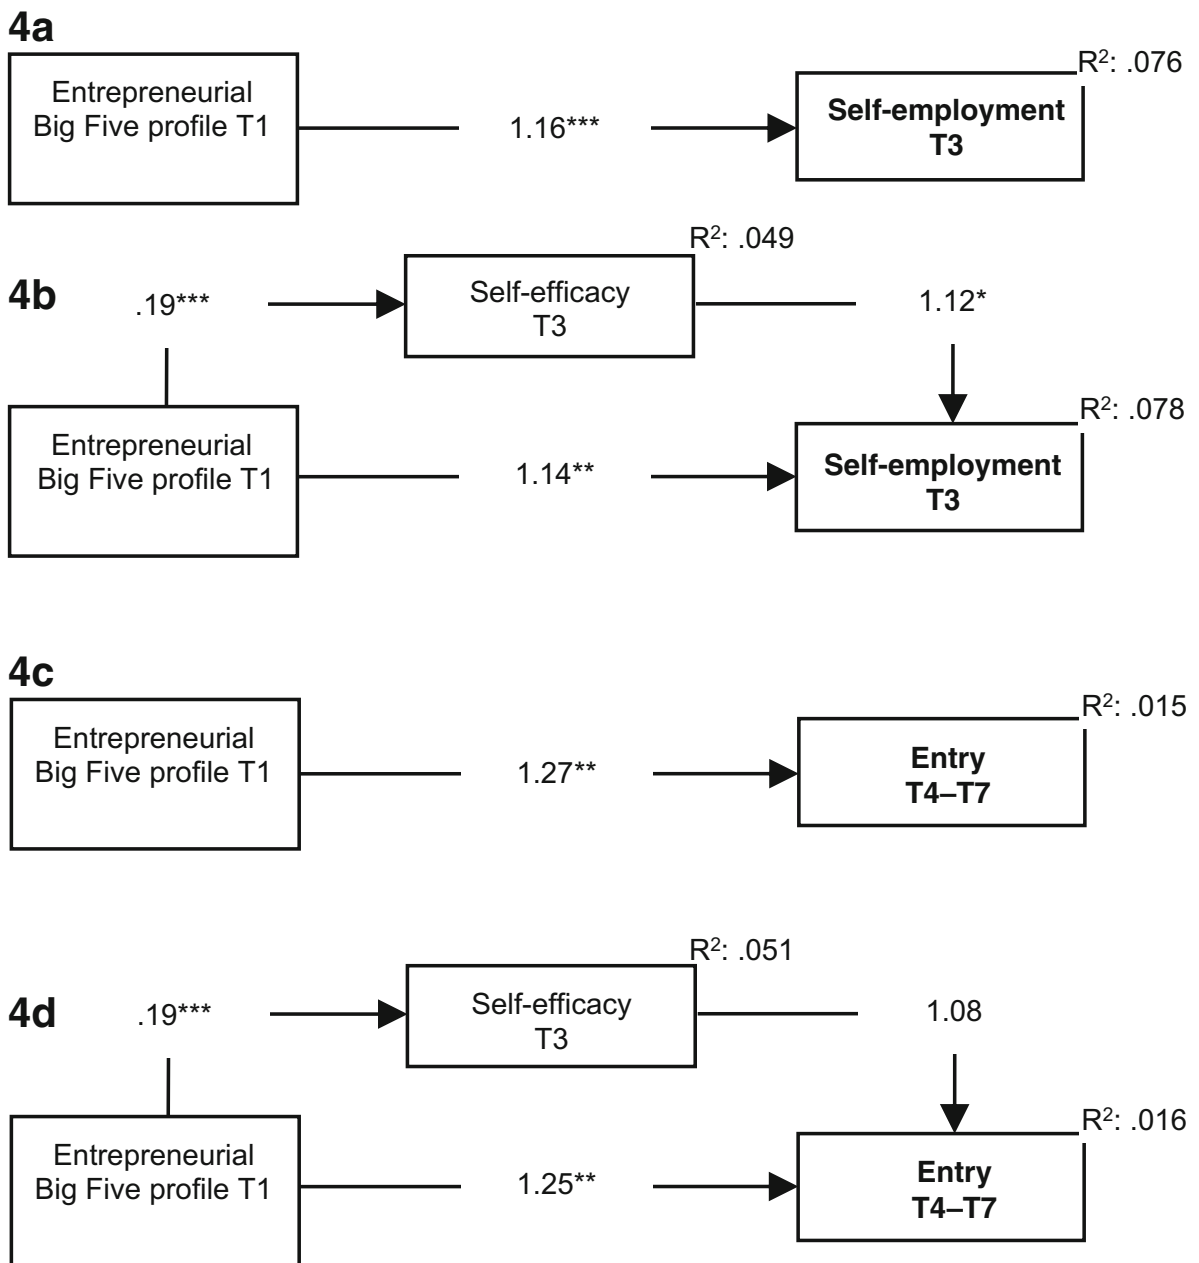 4a
Entrepreneurial
Big Five profile T1
1.16***
R²: .076
Self-employment
T3
4b
.19***
R²: .049
Self-efficacy
T3
1.12*
Entrepreneurial
Big Five profile T1
1.14**
R²: .078
Self-employment
T3
4c
Entrepreneurial
Big Five profile T1
1.27**
R²: .015
Entry
T4–T7
4d
.19***
R²: .051
Self-efficacy
T3
1.08
Entrepreneurial
Big Five profile T1
1.25**
R²: .016
Entry
T4–T7